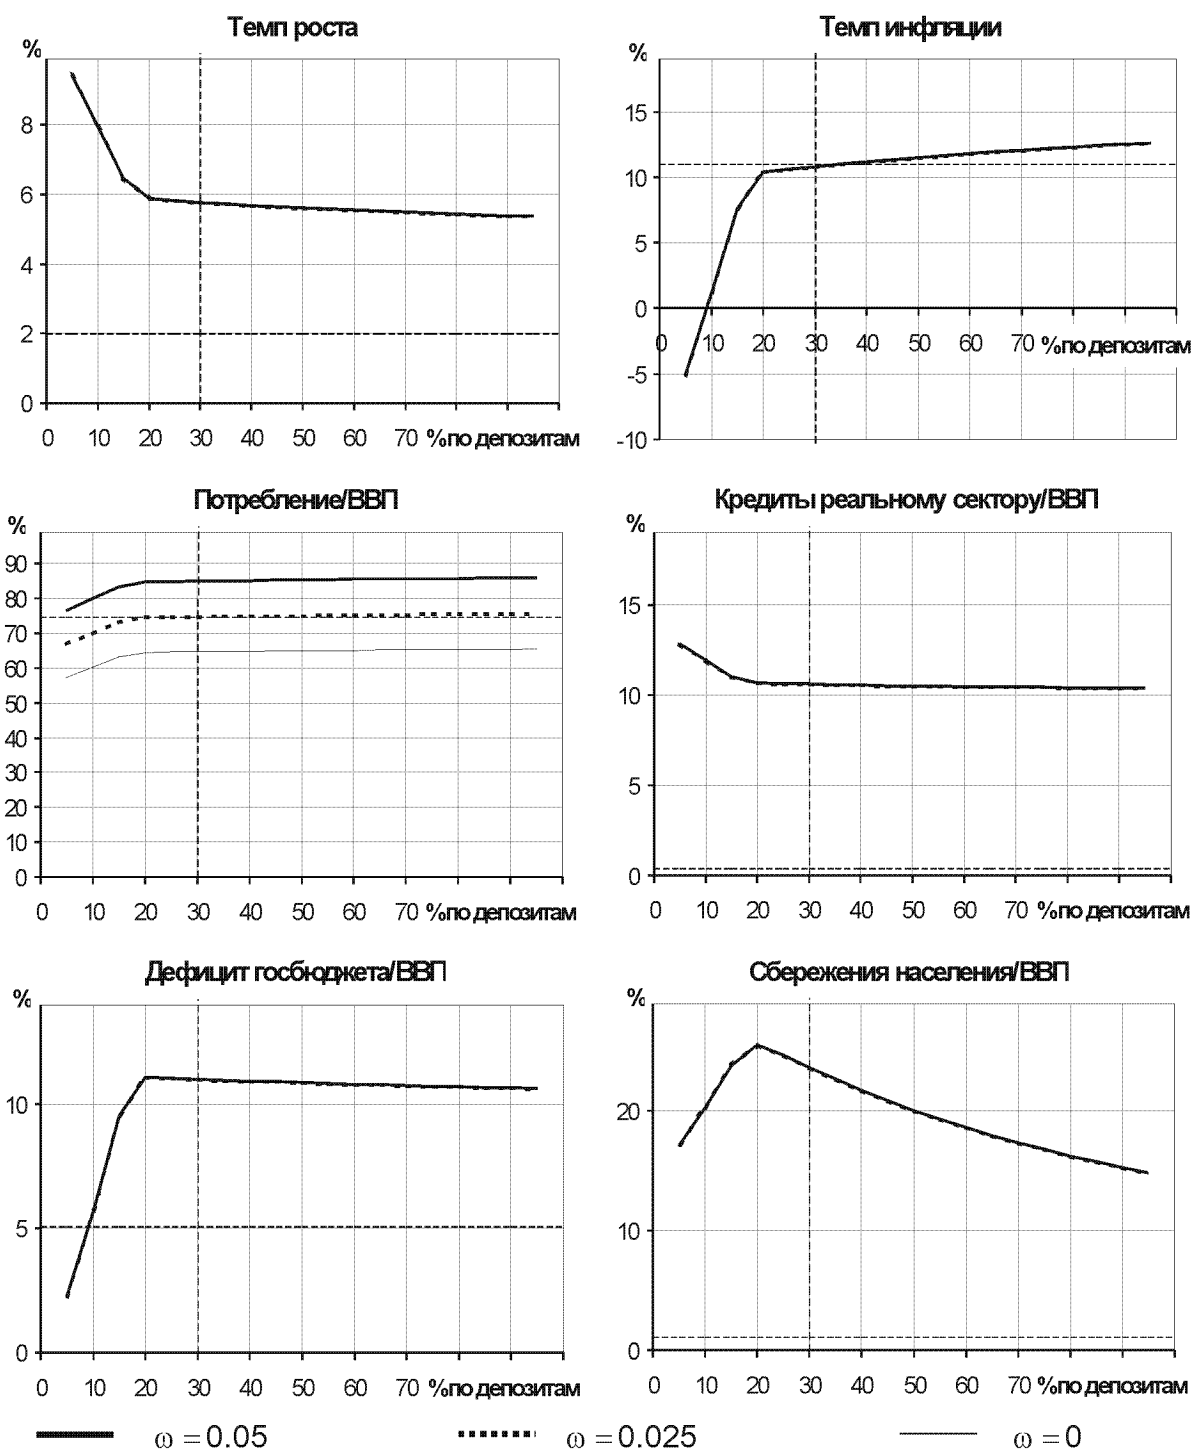 Темп роста
%
8
6
4
2
0
0 10 20 30 40 50 60 70 %по депозитам
Темп инфляции
%
15
10
5
0
0 10 20 30 40 50 60 70 %по депозитам
-5
-10
Потребление/ВВП
%
90
80
70
60
50
40
30
20
10
0
0 10 20 30 40 50 60 70 %по депозитам
Кредиты реальному сектору/ВВП
%
15
10
5
0
0 10 20 30 40 50 60 70 %по депозитам
Дефицит госбюджета/ВВП
%
10
5
0
0 10 20 30 40 50 60 70 %по депозитам
Сбережения населения/ВВП
%
20
10
0
0 10 20 30 40 50 60 70 %по депозитам
ω = 0.05 ω = 0.025 ω = 0